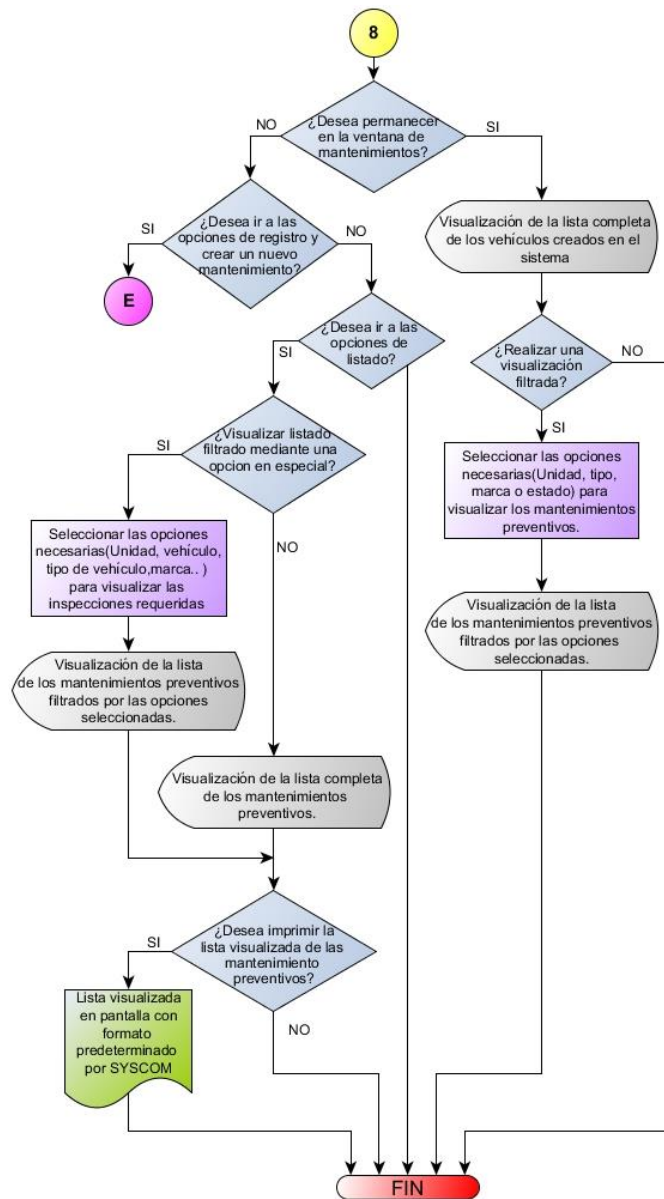 8
¿Desea permanecer
en la ventana de
mantenimientos?
NO
SI
¿Desea ir a las
opciones de registro y
crear un nuevo
mantenimiento?
SI
NO
E
Visualización de la lista completa
de los vehículos creados en el
sistema
¿Desea ir a las
opciones de
listado?
SI
¿Realizar una
visualización
filtrada?
NO
SI
¿Visualizar listado
filtrado mediante una
opcion en especial?
SI
NO
Seleccionar las opciones
necesarias(Unidad, tipo,
marca o estado) para
visualizar los mantenimientos
preventivos.
Seleccionar las opciones
necesarias(Unidad, vehículo,
tipo de vehículo,marca.. )
para visualizar las
inspecciones requeridas
Visualización de la lista
de los mantenimientos preventivos
filtrados por las opciones
seleccionadas.
Visualización de la lista
de los mantenimientos preventivos
filtrados por las opciones
seleccionadas.
Visualización de la lista completa
de los mantenimientos
preventivos.
¿Desea imprimir la
lista visualizada de las
mantenimiento
preventivos?
SI
NO
Lista visualizada
en pantalla con
formato
predeterminado
por SYSCOM
FIN